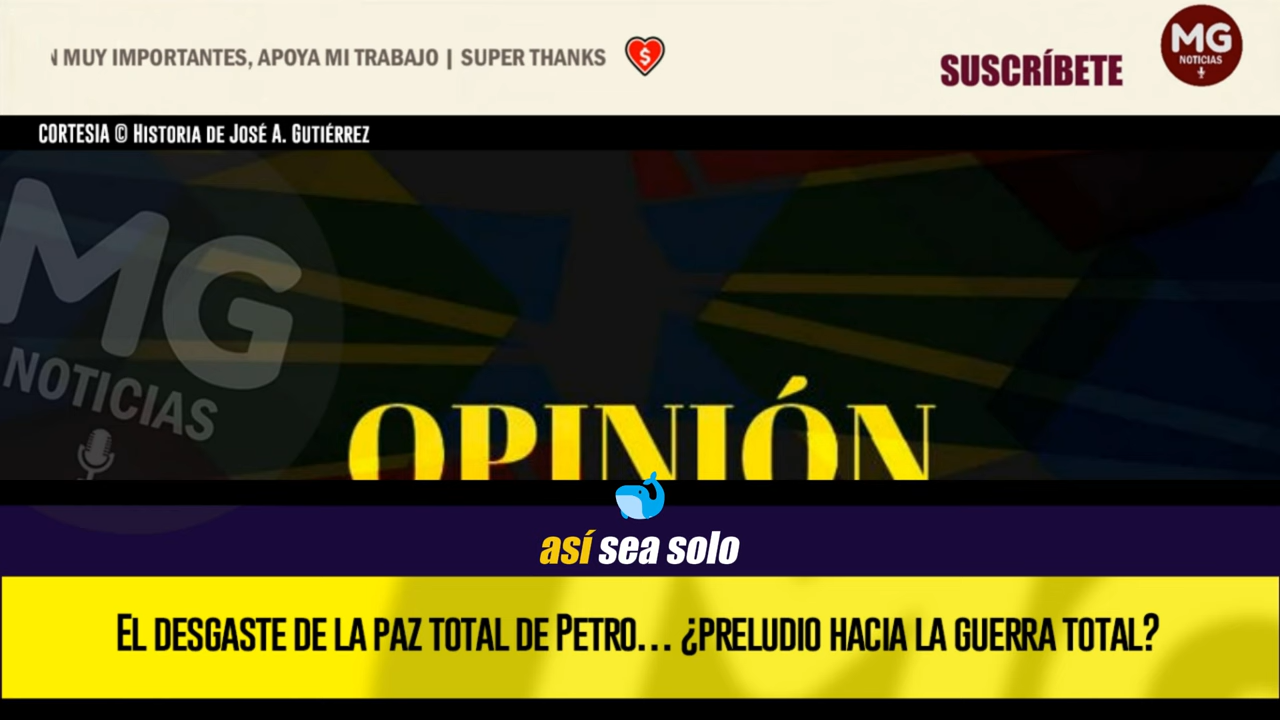 N MUY IMPORTANTES, APOYA MI TRABAJO | SUPER THANKS
SUSCRÍBETE
MG
NOTICIAS
CORTESIA © HISTORIA DE JOSÉ A. GUTIÉRREZ
MG
NOTICIAS
OPINIÓN
así sea solo
EL DESGASTE DE LA PAZ TOTAL DE PETRO... ¿PRELUDIO HACIA LA GUERRA TOTAL?